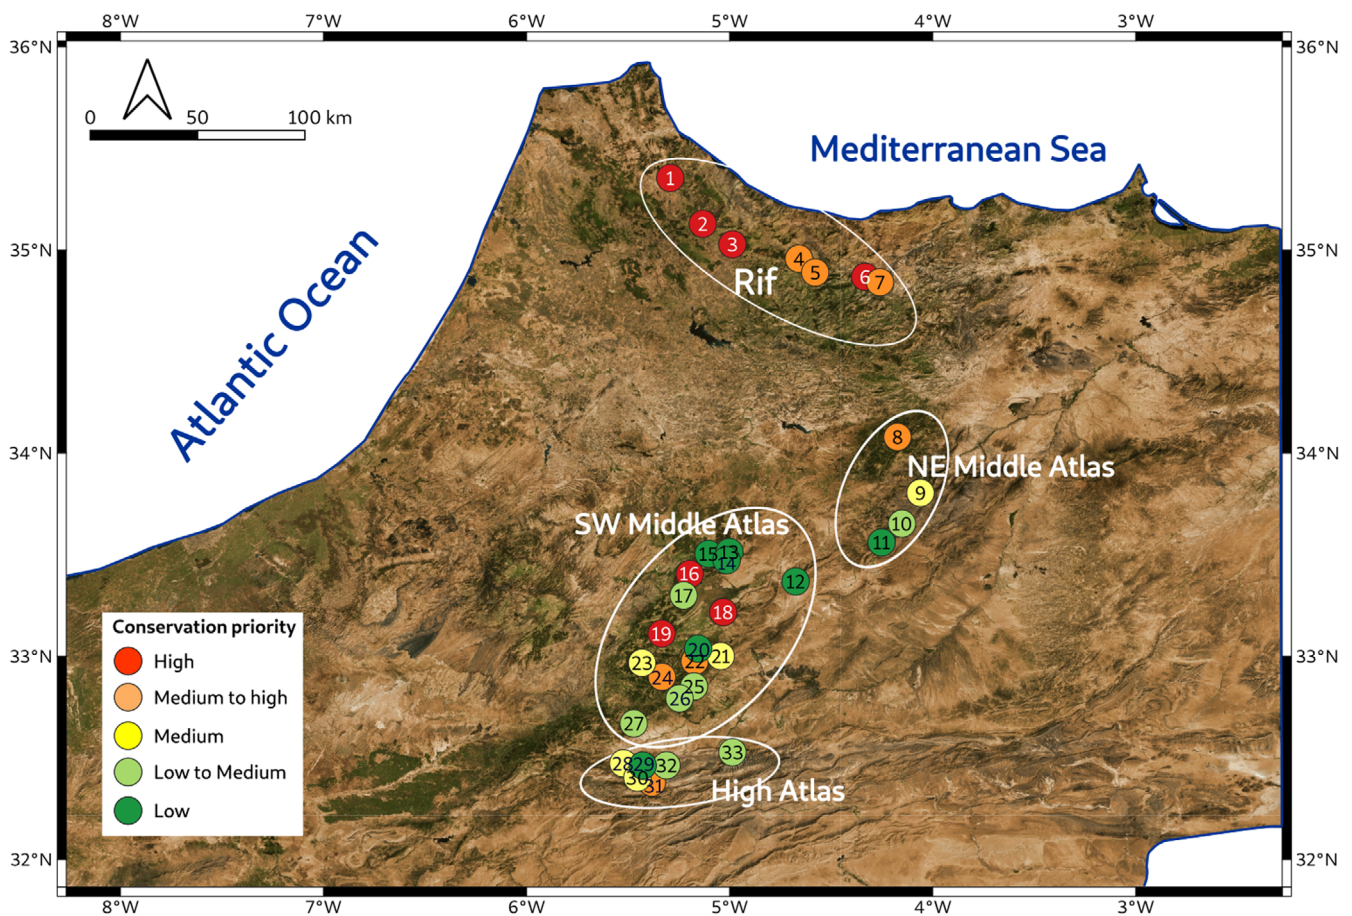 8°W 7°W 6°W 5°W 4°W 3°W
36°N 36°N
0 50 100 km
Mediterranean Sea
1
2
3
35°N 35°N
4
5
6 7
Rif
Atlantic Ocean
8
34°N 34°N
NE Middle Atlas
9
10
11
SW Middle Atlas
15 13
14
12
16
17
18
19
20
21
22
23
24
25
26
27
33°N 33°N
28 29 32 33
30
31
High Atlas
Conservation priority
High
Medium to high
Medium
Low to Medium
Low
32°N 32°N
8°W 7°W 6°W 5°W 4°W 3°W